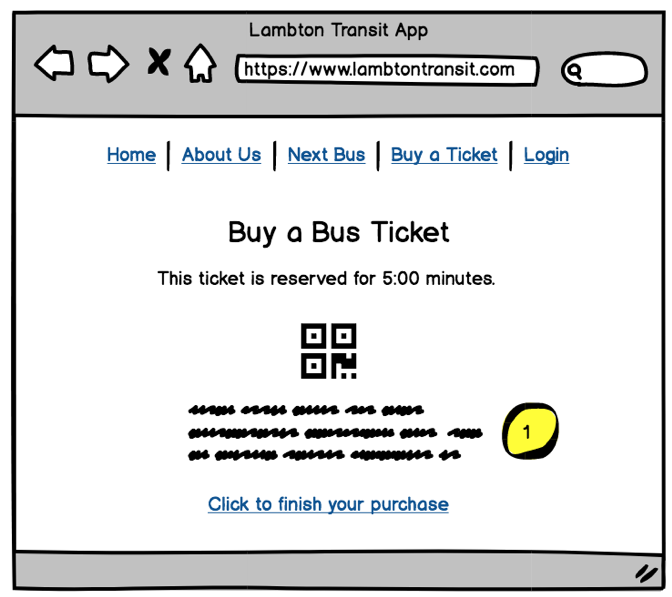 Lambton Transit App
https://www.lambtontransit.com
Home | About Us | Next Bus | Buy a Ticket | Login
Buy a Bus Ticket
This ticket is reserved for 5:00 minutes.
1
Click to finish your purchase